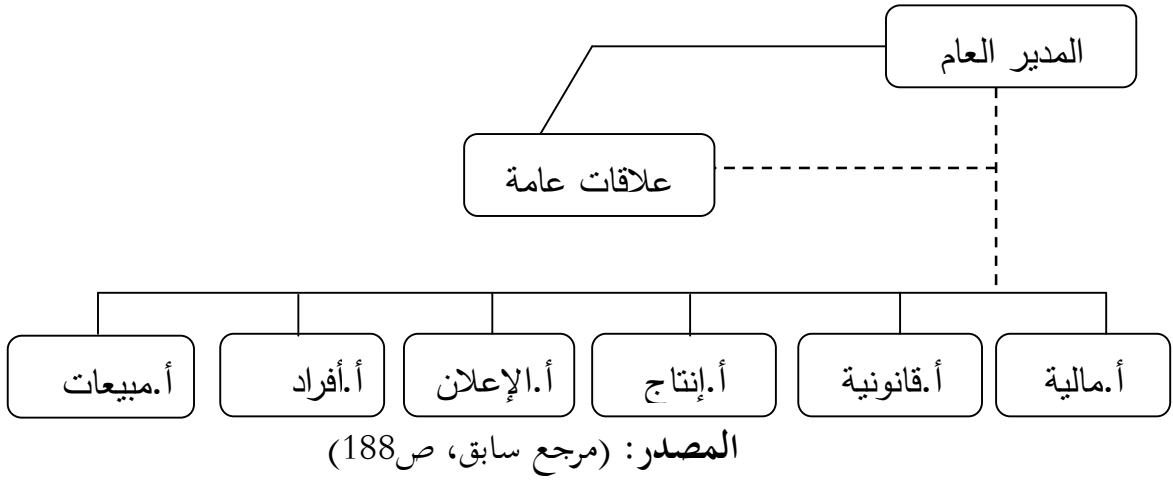 المدير العام
علاقات عامة
أ.مالية
أ.قانونية
أ.إنتاج
أ.الإعلان
أ.أفراد
أ.مبيعات
المصدر: (مرجع سابق، ص188)